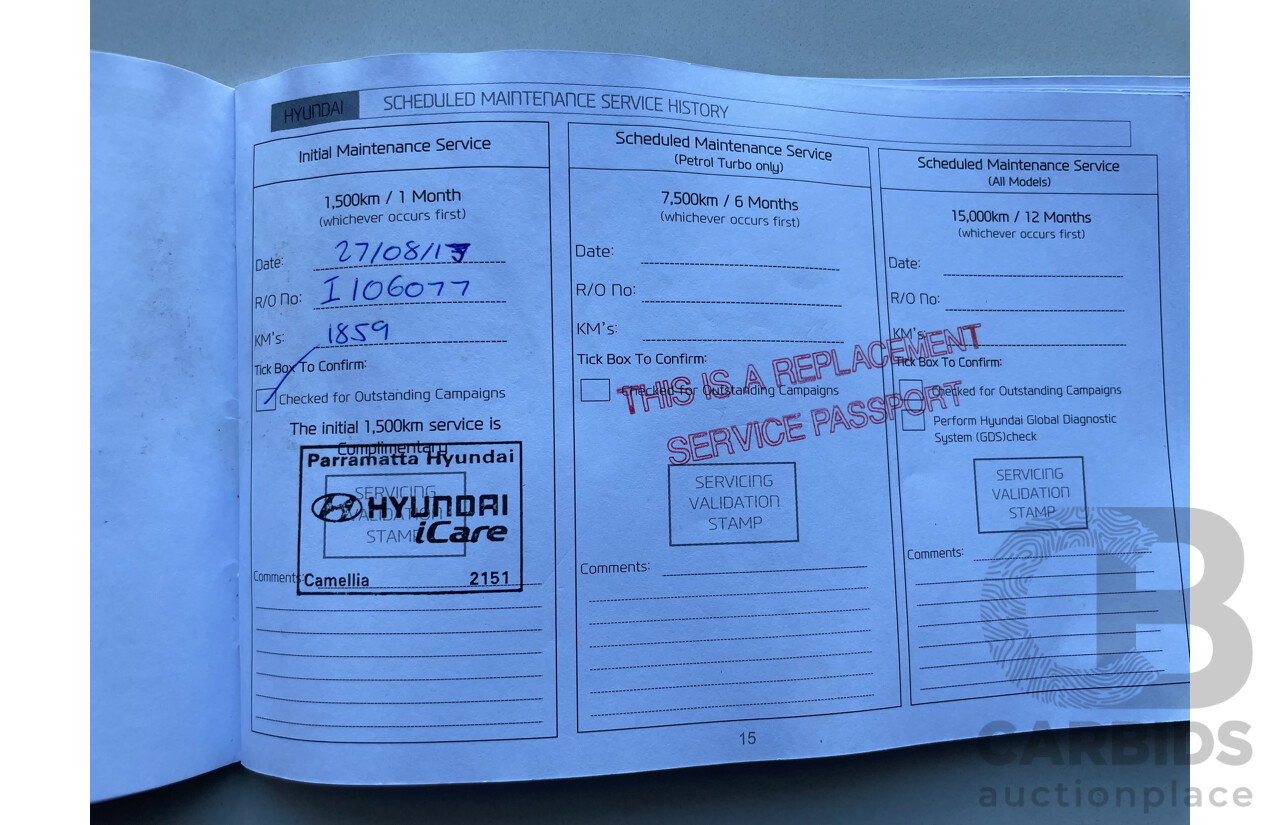 HYUNDAI
SCHEDULED MAINTENANCE SERVICE HISTORY
Initial Maintenance Service
1,500km / 1 Month
(whichever occurs first)
Date: 27/08/13
R/O No: I106077
KM's: 1859
Tick Box To Confirm:
Checked for Outstanding Campaigns
The initial 1,500km service is
Complimentary
SERVICING
VALIDATION
STAMP
Parramatta Hyundai
HYUNDAI
iCare
Camellia 2151
Comments:
Scheduled Maintenance Service
(Petrol Turbo only)
7,500km / 6 Months
(whichever occurs first)
Date:
R/O No:
KM's:
Tick Box To Confirm:
Checked for Outstanding Campaigns
THIS IS A REPLACEMENT
SERVICE PASSPORT
SERVICING
VALIDATION
STAMP
Comments:
Scheduled Maintenance Service
(All Models)
15,000km / 12 Months
(whichever occurs first)
Date:
R/O No:
KM's:
Tick Box To Confirm:
Checked for Outstanding Campaigns
Perform Hyundai Global Diagnostic
System (GDS)check
SERVICING
VALIDATION
STAMP
Comments:
15
CB
CARBIDS
auctionplace